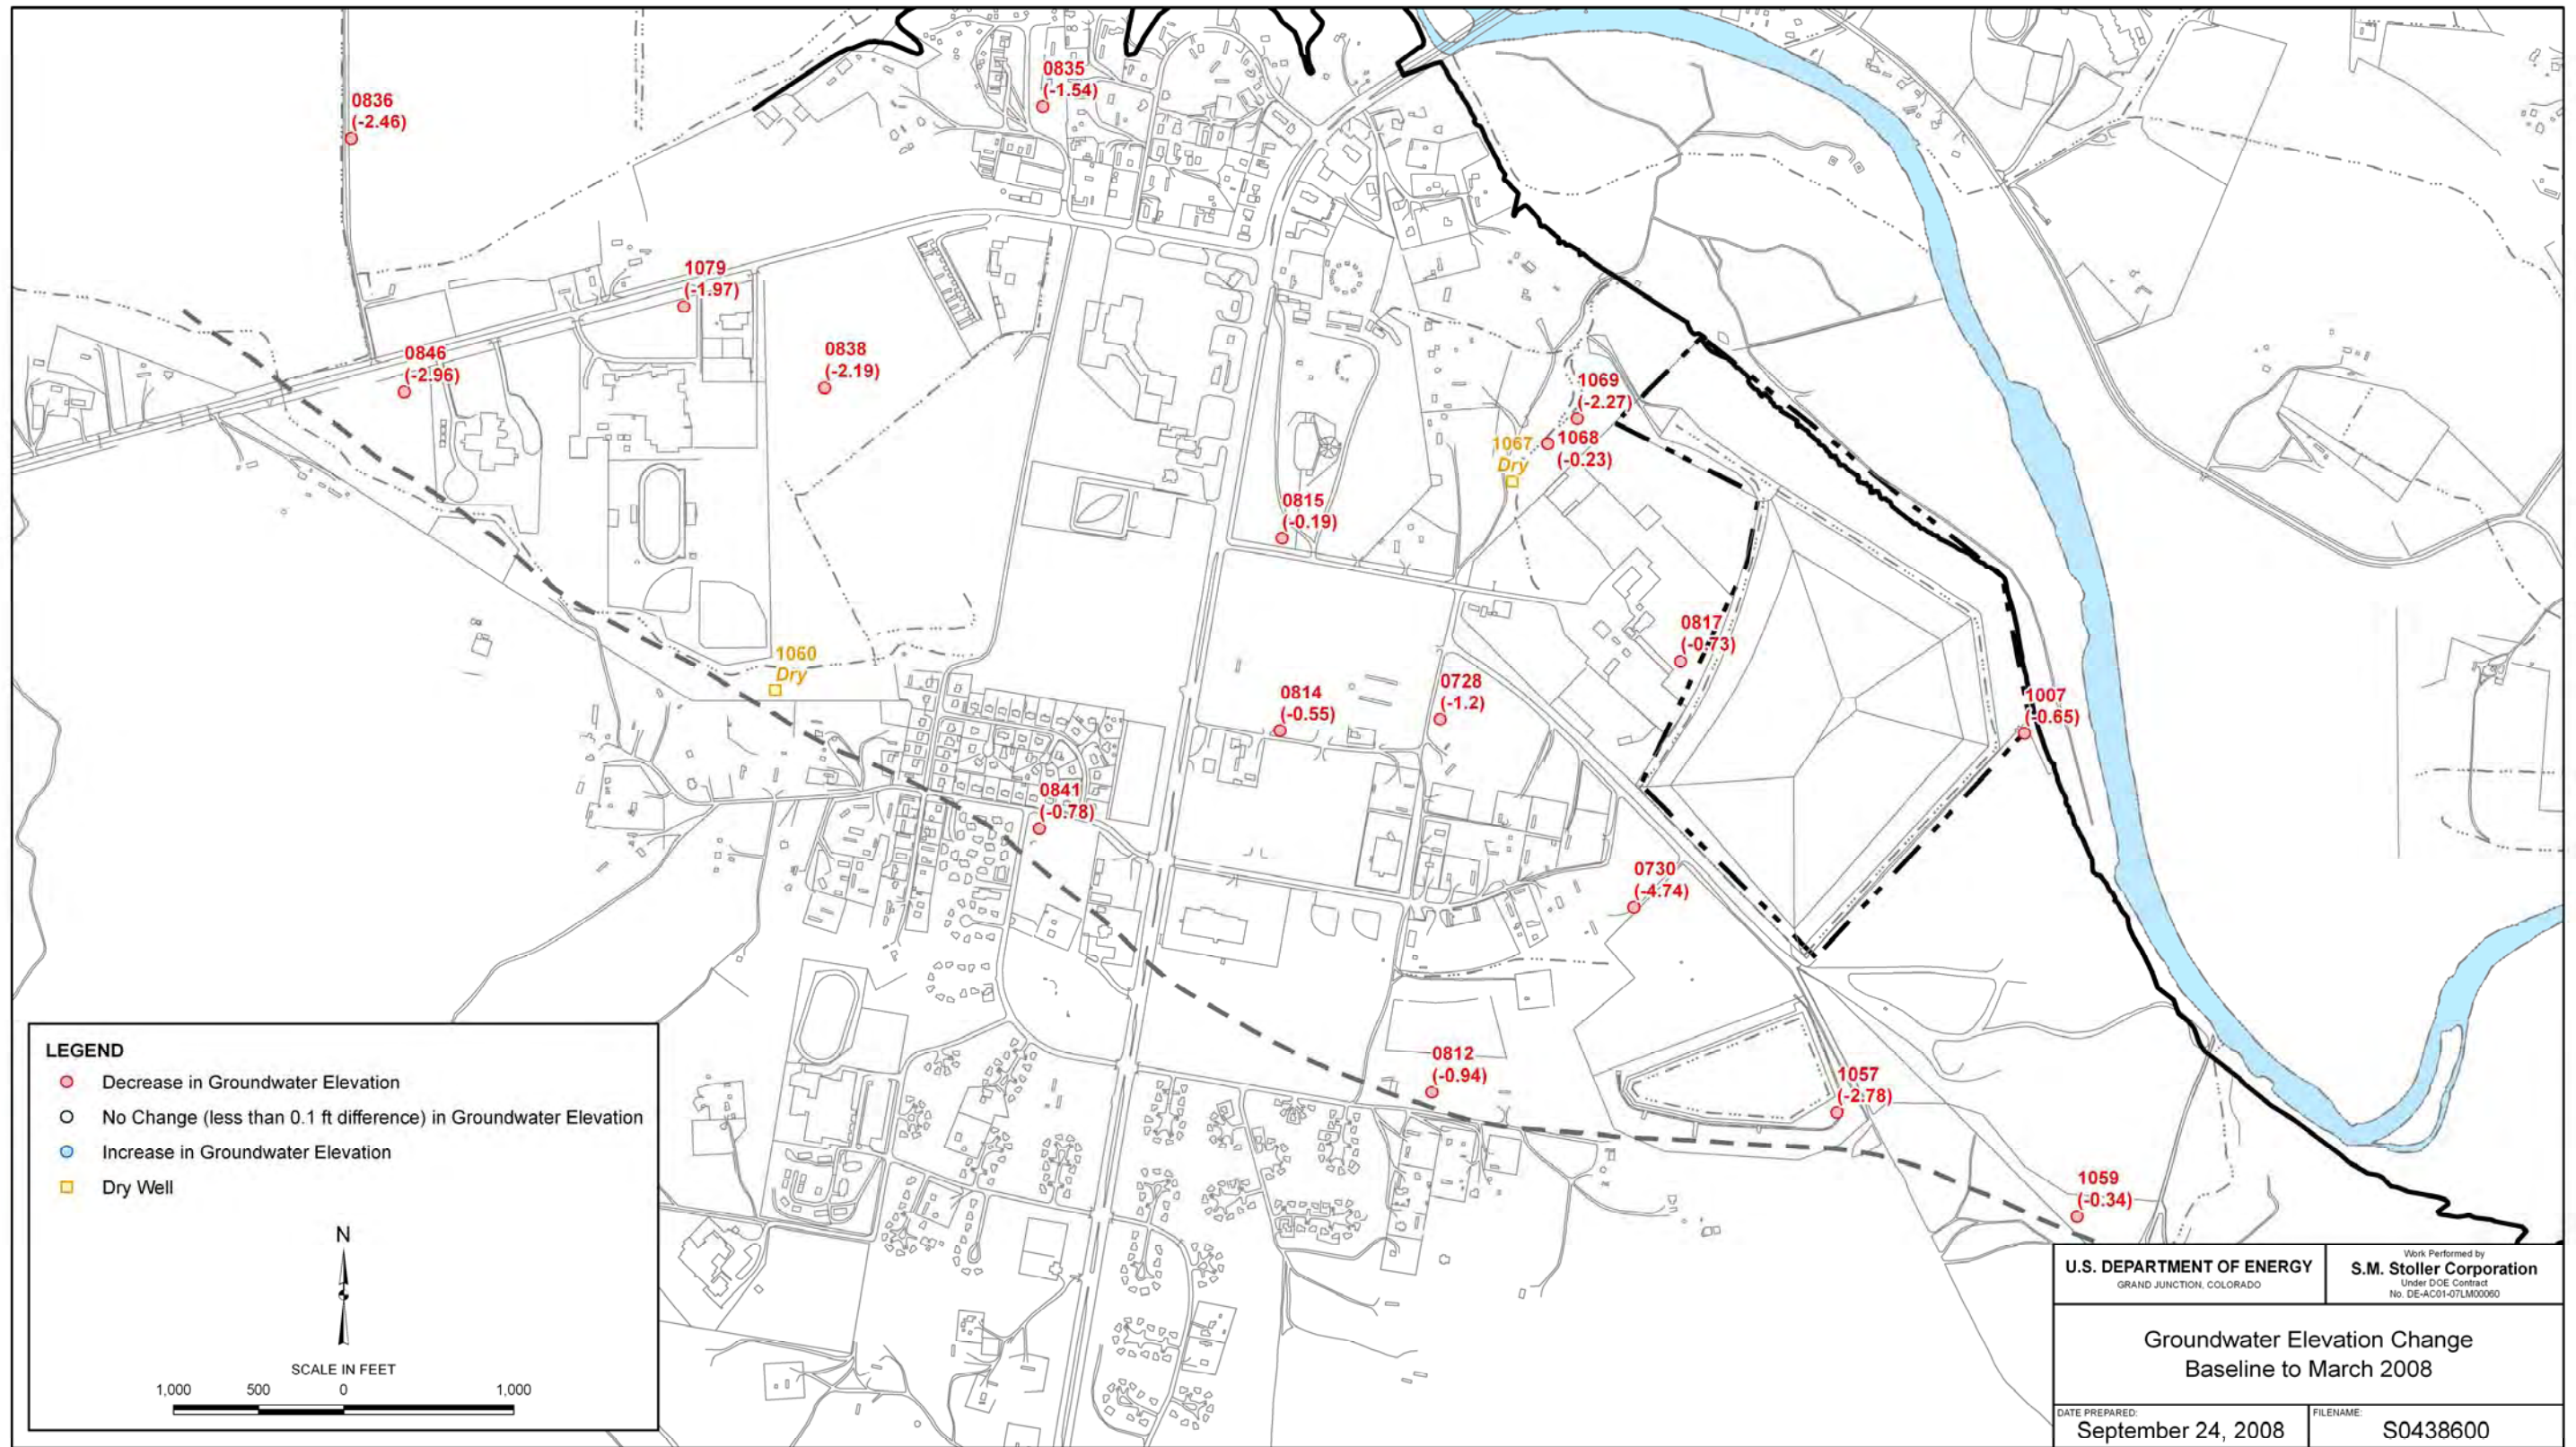 0835
(-1.54)
0836
(-2.46)
1079
(-1.97)
0846
(-2.96)
0838
(-2.19)
1069
(-2.27)
1067
Dry
1068
(-0.23)
0815
(-0.19)
0817
(-0.73)
1060
Dry
0814
(-0.55)
0728
(-1.2)
1007
(-0.65)
0841
(-0.78)
0730
(-4.74)
0812
(-0.94)
1057
(-2.78)
1059
(-0.34)
LEGEND
Decrease in Groundwater Elevation
No Change (less than 0.1 ft difference) in Groundwater Elevation
Increase in Groundwater Elevation
Dry Well
N
SCALE IN FEET
1,000 500 0 1,000
U.S. DEPARTMENT OF ENERGY
GRAND JUNCTION, COLORADO
Work Performed by
S.M. Stoller Corporation
Under DOE Contract
No. DE-AC01-07LM00060
Groundwater Elevation Change
Baseline to March 2008
DATE PREPARED:
September 24, 2008
FILENAME:
S0438600